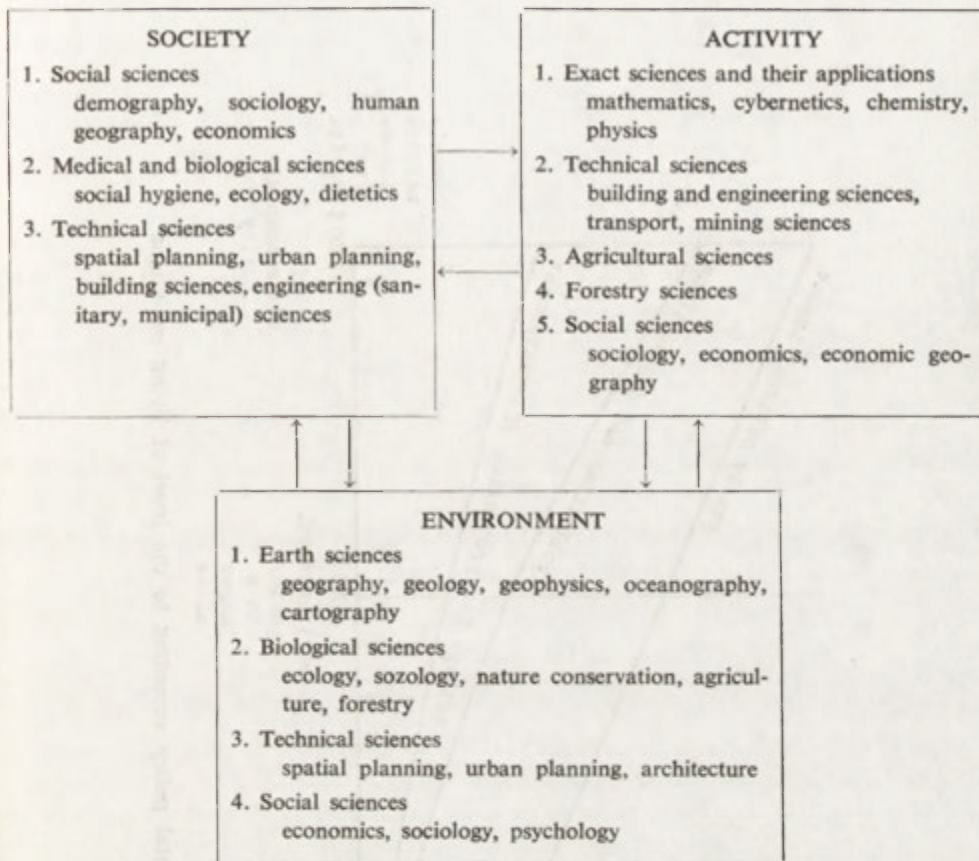 SOCIETY
1. Social sciences
demography, sociology, human
geography, economics
2. Medical and biological sciences
social hygiene, ecology, dietetics
3. Technical sciences
spatial planning, urban planning,
building sciences, engineering (san-
itary, municipal) sciences
ACTIVITY
1. Exact sciences and their applications
mathematics, cybernetics, chemistry,
physics
2. Technical sciences
building and engineering sciences,
transport, mining sciences
3. Agricultural sciences
4. Forestry sciences
5. Social sciences
sociology, economics, economic geo-
graphy
ENVIRONMENT
1. Earth sciences
geography, geology, geophysics, oceanography,
cartography
2. Biological sciences
ecology, sozology, nature conservation, agricul-
ture, forestry
3. Technical sciences
spatial planning, urban planning, architecture
4. Social sciences
economics, sociology, psychology